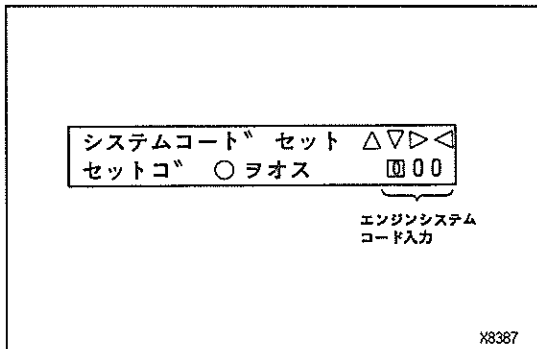 システムコード セット △▽▷◁
セットゴ ○ヲオス 000
エンジンシステム
コード入力
X8387